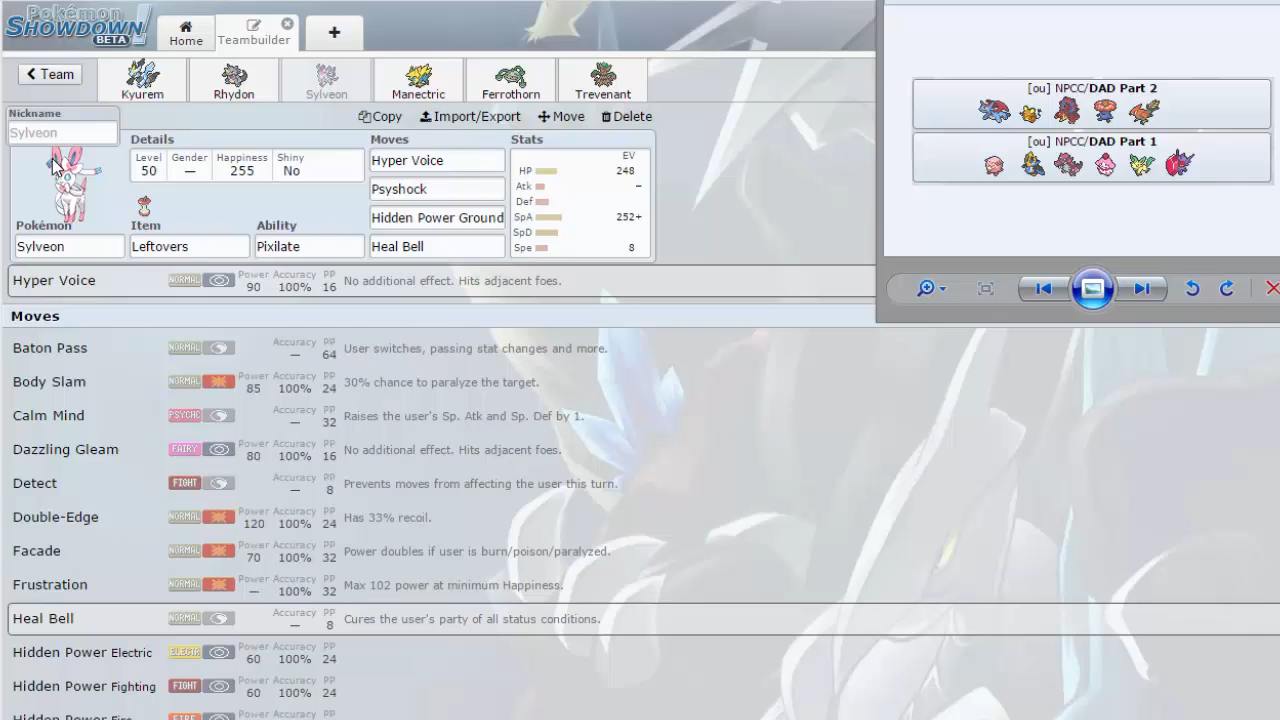 Pokémon
SHOWDOWN!
BETA
Home
Teambuilder
+
Team
Kyurem
Rhydon
Sylveon
Manectric
Ferrothorn
Trevenant
Copy Import/Export Move Delete
Nickname
Sylveon
Details
Level Gender Happiness Shiny
50 — 255 No
Pokémon Item Ability
Sylveon Leftovers Pixilate
Moves
Hyper Voice
Psyshock
Hidden Power Ground
Heal Bell
Stats
EV
HP 248
Atk –
Def
SpA 252+
SpD
Spe 8
[ou] NPCC/DAD Part 2
[ou] NPCC/DAD Part 1
Hyper Voice NORMAL Power 90 Accuracy 100% PP 16 No additional effect. Hits adjacent foes.
Moves
Baton Pass NORMAL Accuracy — PP 64 User switches, passing stat changes and more.
Body Slam NORMAL Power 85 Accuracy 100% PP 24 30% chance to paralyze the target.
Calm Mind PSYCHC Accuracy — PP 32 Raises the user's Sp. Atk and Sp. Def by 1.
Dazzling Gleam FAIRY Power 80 Accuracy 100% PP 16 No additional effect. Hits adjacent foes.
Detect FIGHT Accuracy — PP 8 Prevents moves from affecting the user this turn.
Double-Edge NORMAL Power 120 Accuracy 100% PP 24 Has 33% recoil.
Facade NORMAL Power 70 Accuracy 100% PP 32 Power doubles if user is burn/poison/paralyzed.
Frustration NORMAL Power — Accuracy 100% PP 32 Max 102 power at minimum Happiness.
Heal Bell NORMAL Accuracy — PP 8 Cures the user's party of all status conditions.
Hidden Power Electric ELECTR Power 60 Accuracy 100% PP 24
Hidden Power Fighting FIGHT Power 60 Accuracy 100% PP 24
Hidden Power Fire FIRE Power Accuracy PP